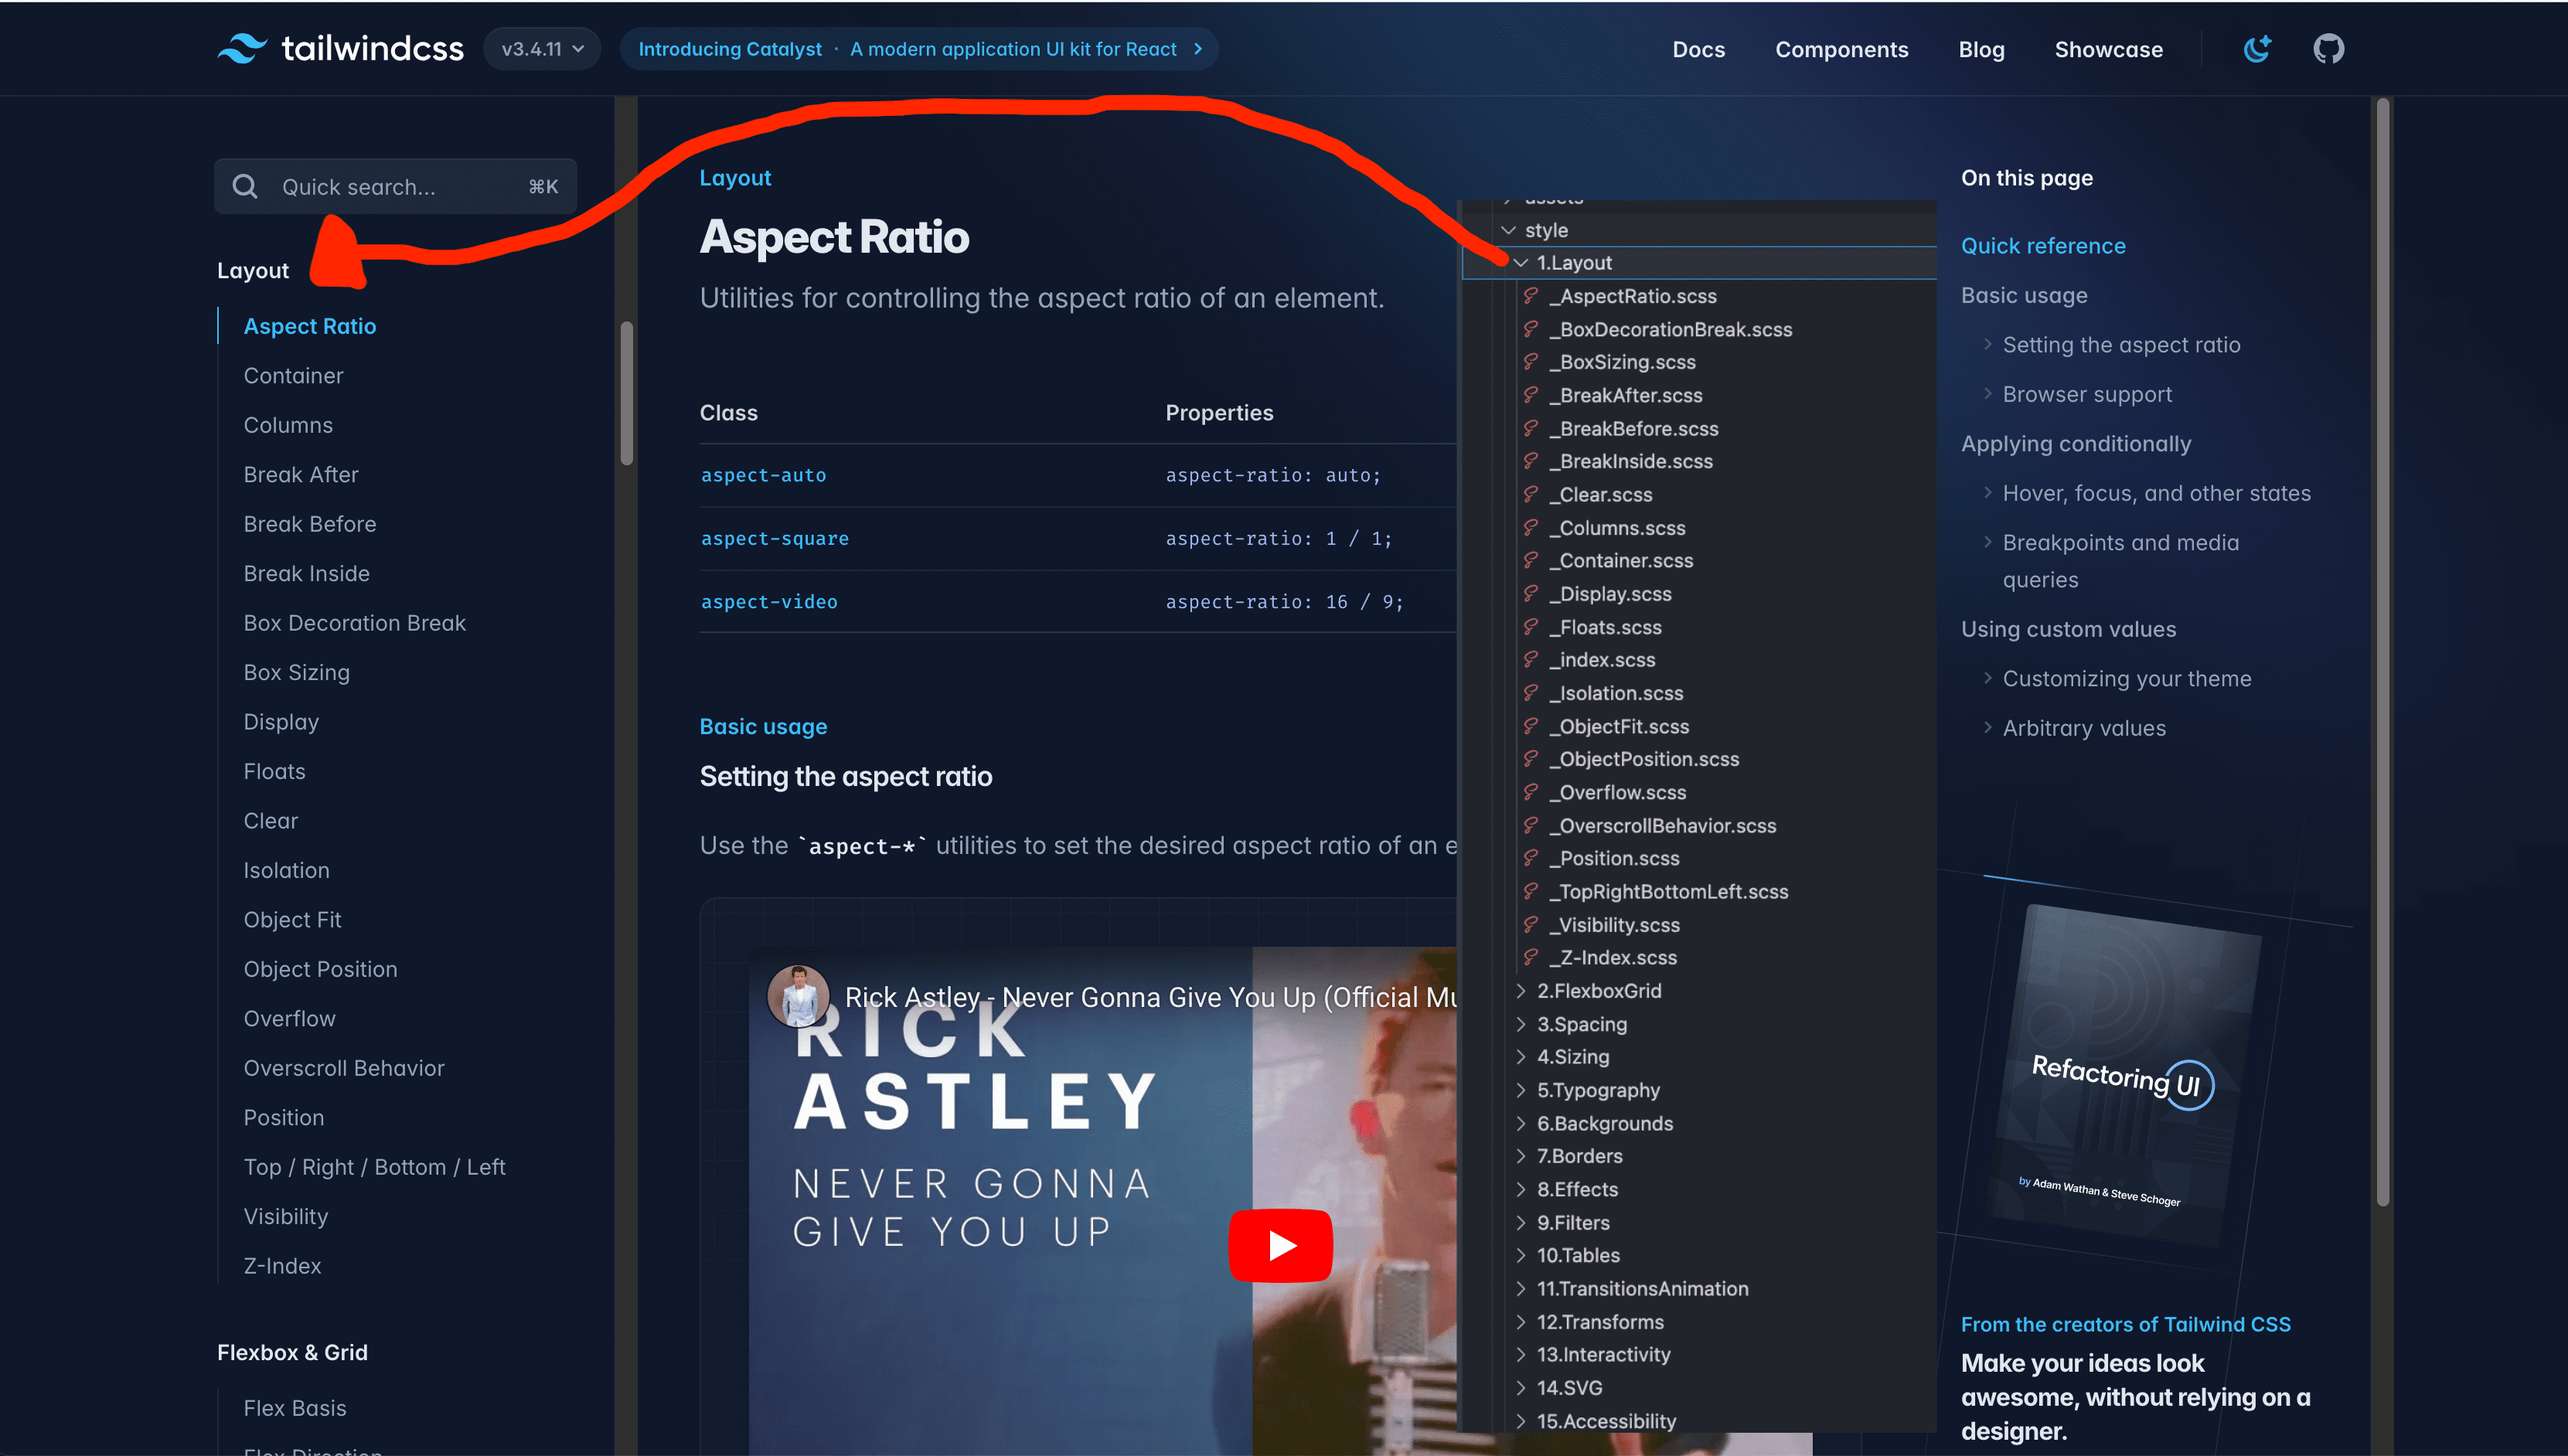 tailwindcss
v3.4.11
Introducing Catalyst · A modern application UI kit for React
Docs
Components
Blog
Showcase
Quick search...
⌘K
Layout
Aspect Ratio
Container
Columns
Break After
Break Before
Break Inside
Box Decoration Break
Box Sizing
Display
Floats
Clear
Isolation
Object Fit
Object Position
Overflow
Overscroll Behavior
Position
Top / Right / Bottom / Left
Visibility
Z-Index
Flexbox & Grid
Flex Basis
Flex Direction
Layout
Aspect Ratio
Utilities for controlling the aspect ratio of an element.
Class Properties
aspect-auto aspect-ratio: auto;
aspect-square aspect-ratio: 1 / 1;
aspect-video aspect-ratio: 16 / 9;
Basic usage
Setting the aspect ratio
Use the `aspect-*` utilities to set the desired aspect ratio of an e
Rick Astley - Never Gonna Give You Up (Official Mu
RICK
ASTLEY
NEVER GONNA
GIVE YOU UP
assets
style
1.Layout
_AspectRatio.scss
_BoxDecorationBreak.scss
_BoxSizing.scss
_BreakAfter.scss
_BreakBefore.scss
_BreakInside.scss
_Clear.scss
_Columns.scss
_Container.scss
_Display.scss
_Floats.scss
_index.scss
_Isolation.scss
_ObjectFit.scss
_ObjectPosition.scss
_Overflow.scss
_OverscrollBehavior.scss
_Position.scss
_TopRightBottomLeft.scss
_Visibility.scss
_Z-Index.scss
2.FlexboxGrid
3.Spacing
4.Sizing
5.Typography
6.Backgrounds
7.Borders
8.Effects
9.Filters
10.Tables
11.TransitionsAnimation
12.Transforms
13.Interactivity
14.SVG
15.Accessibility
On this page
Quick reference
Basic usage
Setting the aspect ratio
Browser support
Applying conditionally
Hover, focus, and other states
Breakpoints and media
queries
Using custom values
Customizing your theme
Arbitrary values
Refactoring UI
by Adam Wathan & Steve Schoger
From the creators of Tailwind CSS
Make your ideas look
awesome, without relying on a
designer.